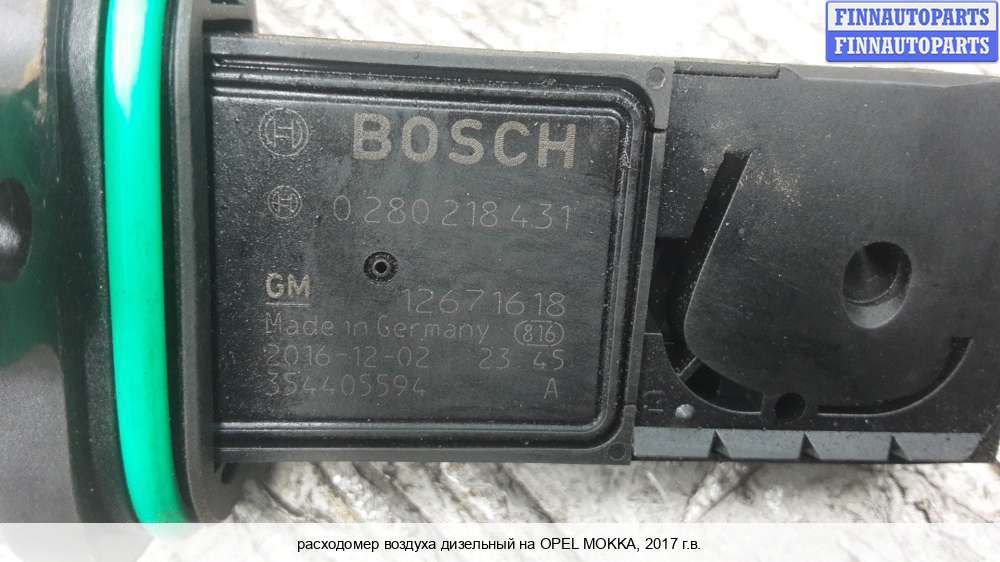 FINNAUTOPARTS
FINNAUTOPARTS
BOSCH
0 280 218 431
GM
12671618
Made in Germany 816
2016-12-02 23 45
354405594 A
расходомер воздуха дизельный на OPEL MOKKA, 2017 г.в.